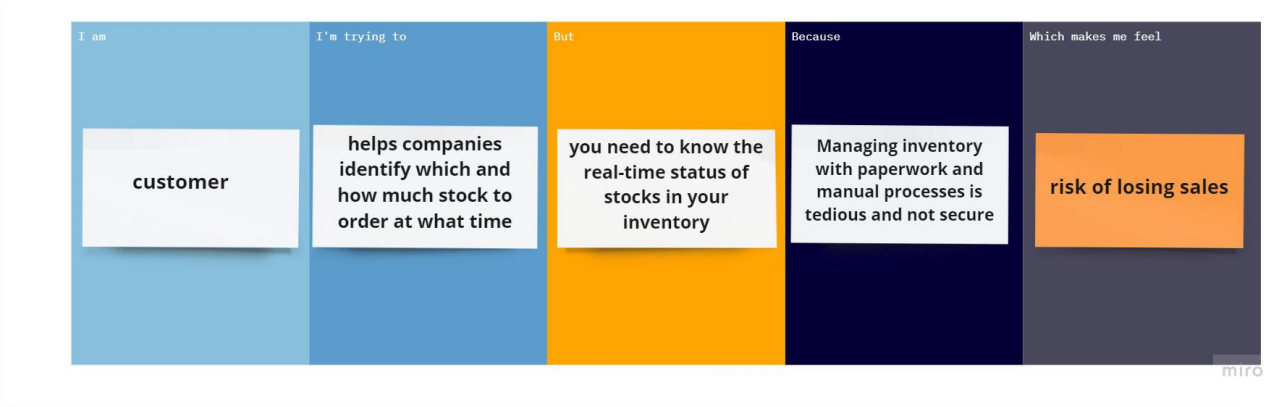 I am
I'm trying to
But
Because
Which makes me feel
customer
helps companies
identify which and
how much stock to
order at what time
you need to know the
real-time status of
stocks in your
inventory
Managing inventory
with paperwork and
manual processes is
tedious and not secure
risk of losing sales
miro